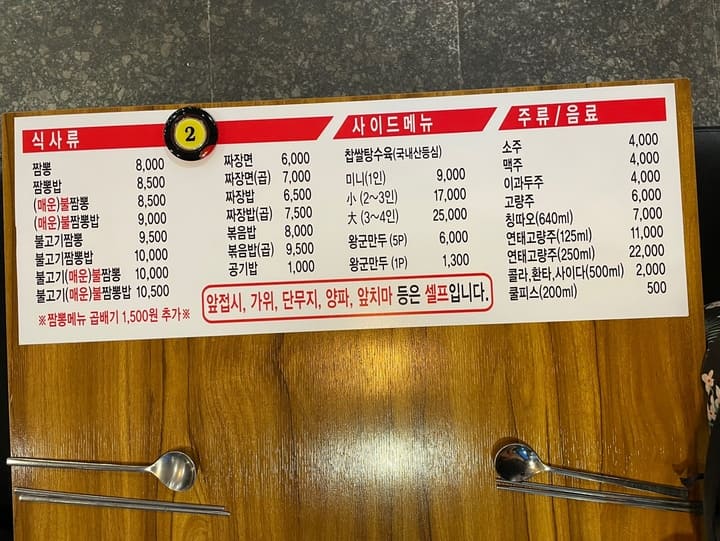 식사류
2
짬뽕 8,000
짬뽕밥 8,500
(매운)불짬뽕 8,500
(매운)불짬뽕밥 9,000
불고기짬뽕 9,500
불고기짬뽕밥 10,000
불고기(매운)불짬뽕 10,000
불고기(매운)불짬뽕밥 10,500
※짬뽕메뉴 곱배기 1,500원 추가※
짜장면 6,000
짜장면(곱) 7,000
짜장밥 6,500
짜장밥(곱) 7,500
볶음밥 8,000
볶음밥(곱) 9,500
공기밥 1,000
사이드메뉴
찹쌀탕수육(국내산등심)
미니(1인) 9,000
小 (2~3인) 17,000
大 (3~4인) 25,000
왕군만두 (5P) 6,000
왕군만두 (1P) 1,300
앞접시, 가위, 단무지, 양파, 앞치마 등은 셀프입니다.
주류/음료
소주 4,000
맥주 4,000
이과두주 4,000
고량주 6,000
칭따오(640ml) 7,000
연태고량주(125ml) 11,000
연태고량주(250ml) 22,000
콜라,환타,사이다(500ml) 2,000
쿨피스(200ml) 500